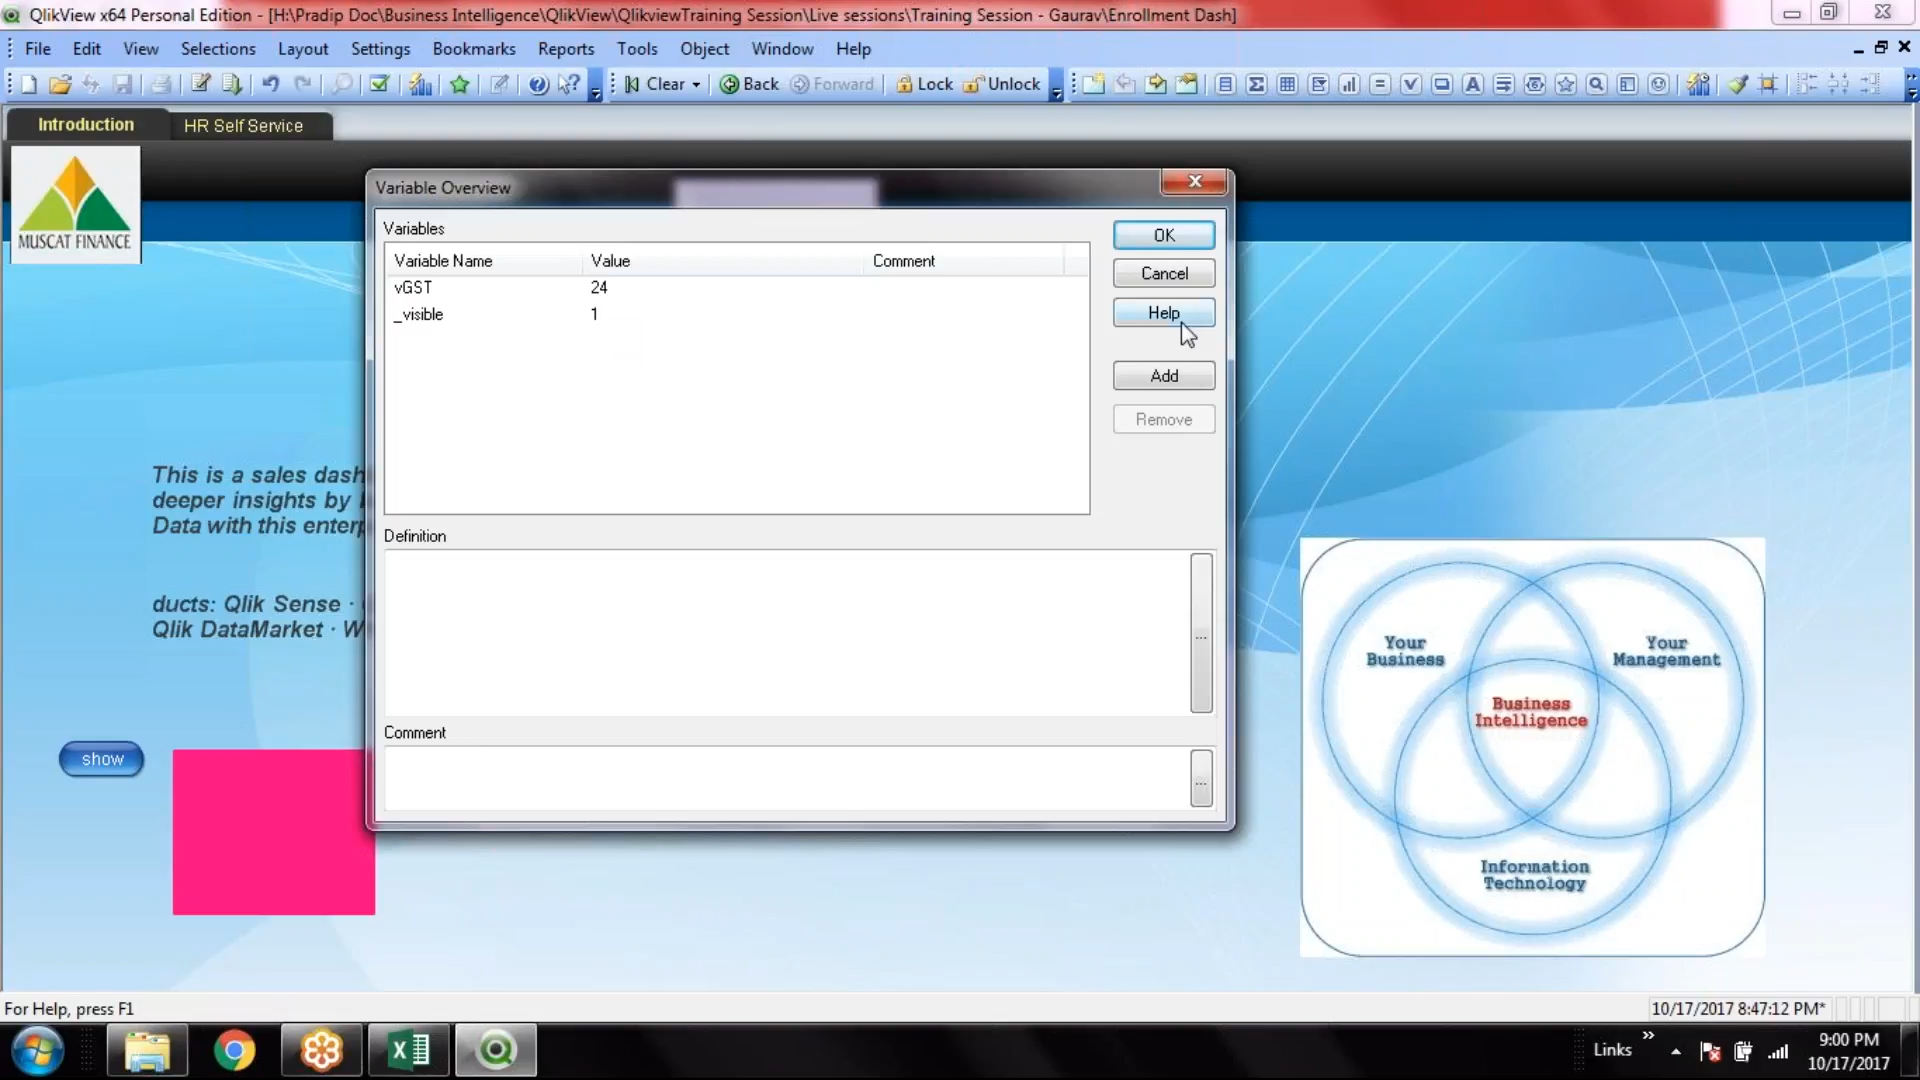 QlikView x64 Personal Edition - [H:\Pradip Doc\Business Intelligence\QlikView\QlikviewTraining Session\Live sessions\Training Session - Gaurav\Enrollment Dash]
File Edit View Selections Layout Settings Bookmarks Reports Tools Object Window Help
Clear Back Forward Lock Unlock
Introduction HR Self Service
MUSCAT FINANCE
Variable Overview
Variables
Variable Name Value Comment
vGST 24
_visible 1
OK
Cancel
Help
Add
Remove
Definition
...
Comment
...
This is a sales dash
deeper insights by
Data with this enterp
ducts: Qlik Sense ·
Qlik DataMarket · W
show
Your
Business
Your
Management
Business
Intelligence
Information
Technology
For Help, press F1
10/17/2017 8:47:12 PM*
Links
9:00 PM
10/17/2017